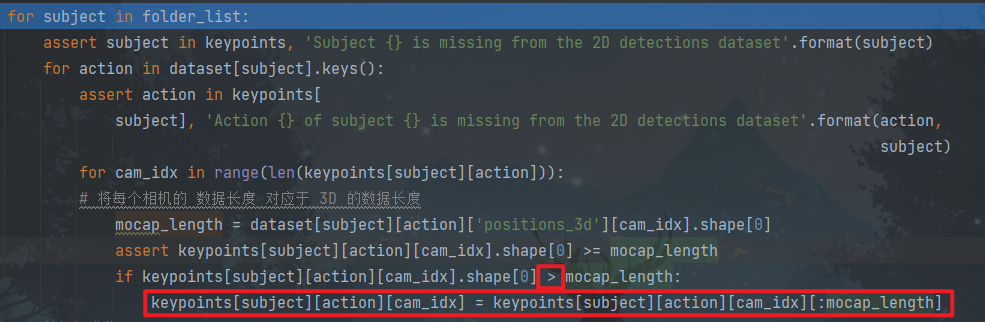 for subject in folder_list:
assert subject in keypoints, 'Subject {} is missing from the 2D detections dataset'.format(subject)
for action in dataset[subject].keys():
assert action in keypoints[
subject], 'Action {} of subject {} is missing from the 2D detections dataset'.format(action,
subject)
for cam_idx in range(len(keypoints[subject][action])):
# 将每个相机的 数据长度 对应于 3D 的数据长度
mocap_length = dataset[subject][action]['positions_3d'][cam_idx].shape[0]
assert keypoints[subject][action][cam_idx].shape[0] >= mocap_length
if keypoints[subject][action][cam_idx].shape[0] > mocap_length:
keypoints[subject][action][cam_idx] = keypoints[subject][action][cam_idx][:mocap_length]